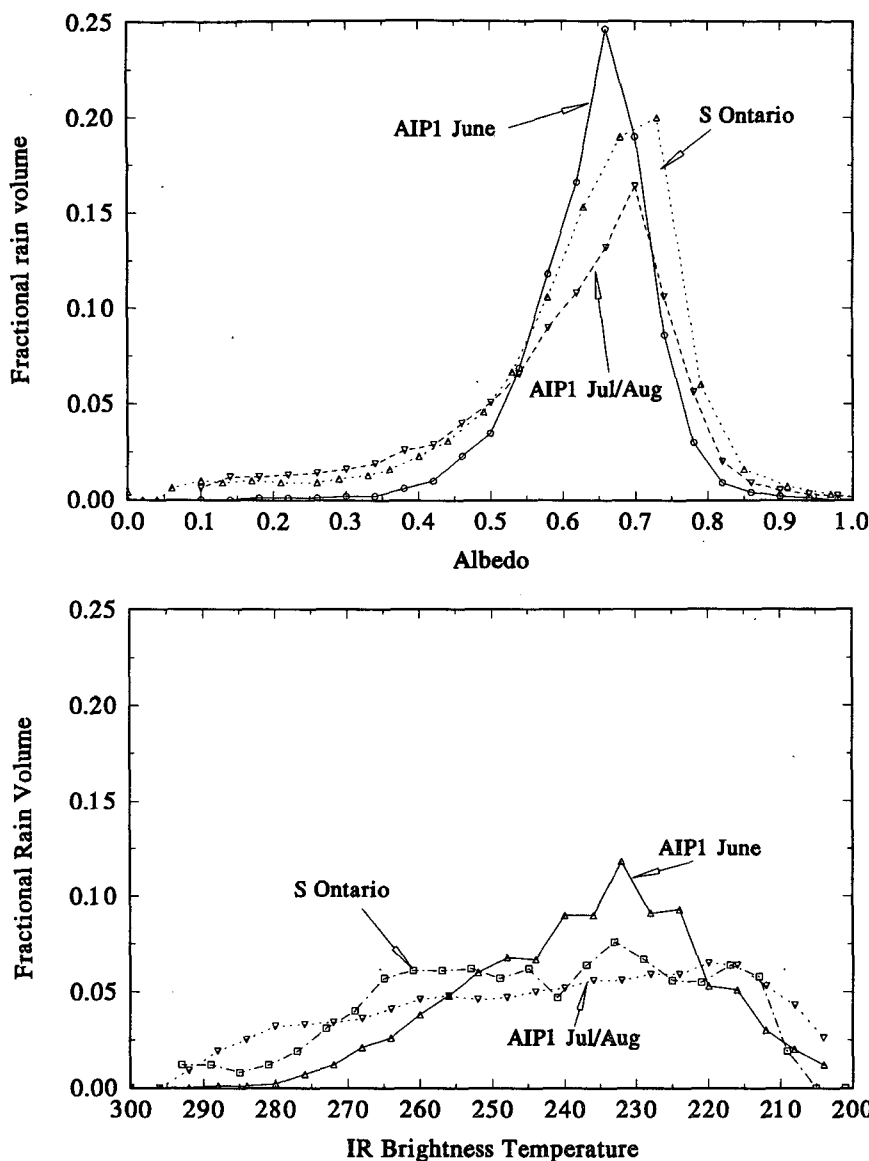 0.25
0.20
0.15
0.10
0.05
0.00
Fractional rain volume
AIP1 June
S Ontario
AIP1 Jul/Aug
0.0 0.1 0.2 0.3 0.4 0.5 0.6 0.7 0.8 0.9 1.0
Albedo
0.25
0.20
0.15
0.10
0.05
0.00
Fractional Rain Volume
AIP1 June
S Ontario
AIP1 Jul/Aug
300 290 280 270 260 250 240 230 220 210 200
IR Brightness Temperature